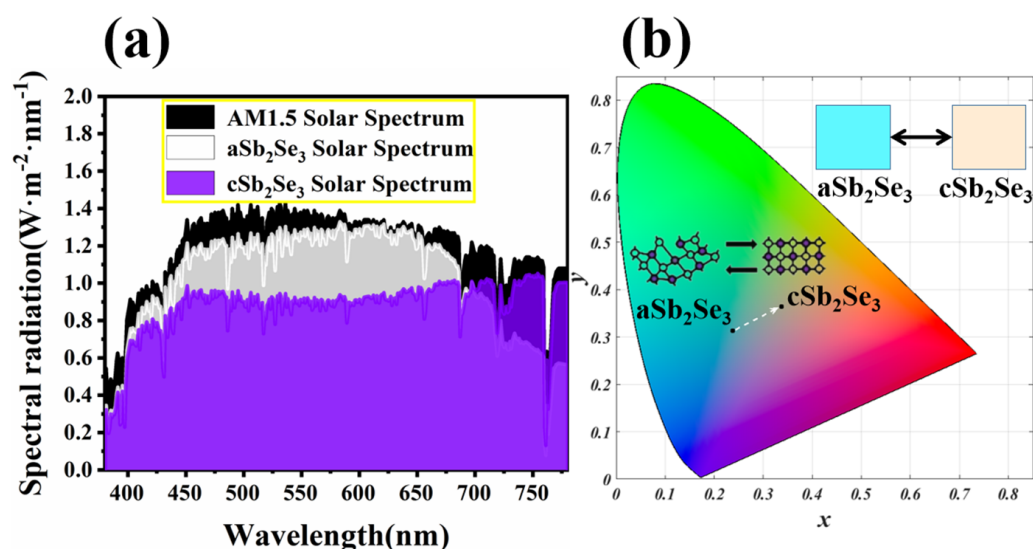 (a)
Spectral radiation(W·m⁻²·nm⁻¹)
2.0
1.8
1.6
1.4
1.2
1.0
0.8
0.6
0.4
0.2
0.0
AM1.5 Solar Spectrum
aSb₂Se₃ Solar Spectrum
cSb₂Se₃ Solar Spectrum
400 450 500 550 600 650 700 750
Wavelength(nm)
(b)
y
0.8
0.7
0.6
0.5
0.4
0.3
0.2
0.1
0
aSb₂Se₃ cSb₂Se₃
aSb₂Se₃ cSb₂Se₃
0 0.1 0.2 0.3 0.4 0.5 0.6 0.7 0.8
x